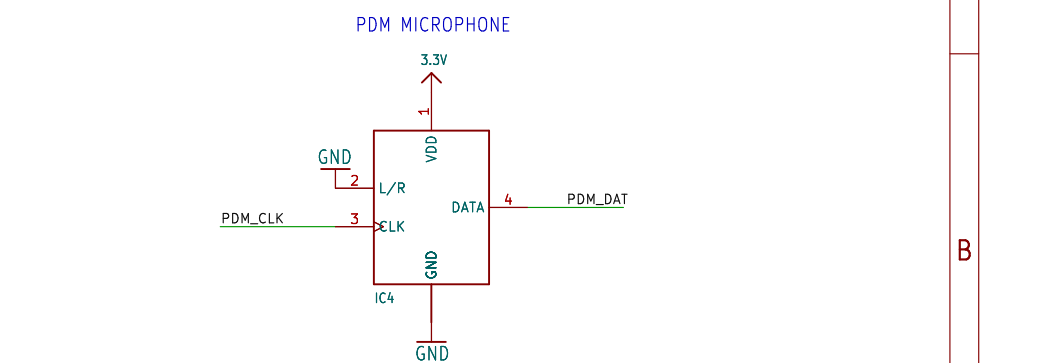 PDM MICROPHONE
3.3V
1
VDD
GND
2
L/R
DATA
4
PDM_DAT
PDM_CLK
3
CLK
GND
B
IC4
GND